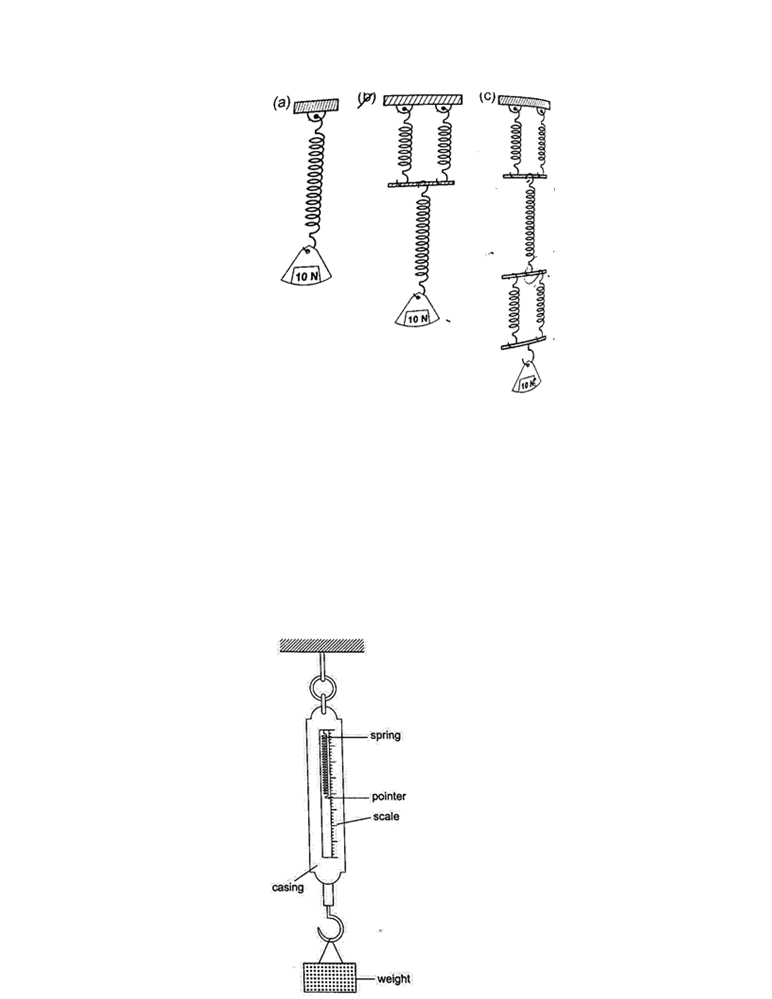 (a) (b) (c)
10 N
10 N
10 N
spring
pointer
scale
casing
weight